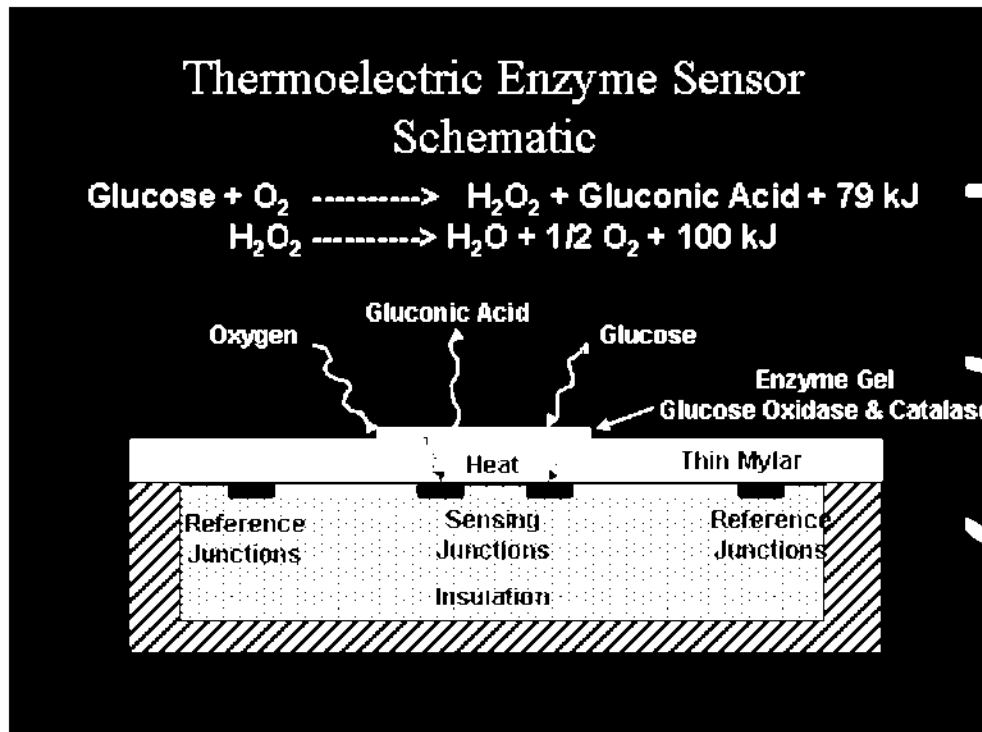 Thermoelectric Enzyme Sensor
Schematic
Glucose + O₂ ----------> H₂O₂ + Gluconic Acid + 79 kJ
H₂O₂ ----------> H₂O + 1/2 O₂ + 100 kJ
Gluconic Acid
Oxygen
Glucose
Enzyme Gel
Glucose Oxidase & Catalase
Heat
Thin Mylar
Reference
Junctions
Sensing
Junctions
Reference
Junctions
Insulation